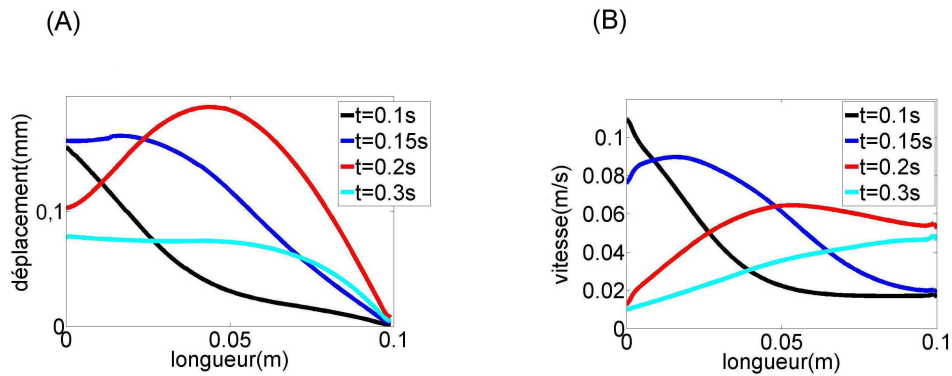 (A)
(B)
déplacement(mm)
0,1
0
t=0.1s
t=0.15s
t=0.2s
t=0.3s
0
0.05
0.1
longueur(m)
vitesse(m/s)
0.1
0.08
0.06
0.04
0.02
0
t=0.1s
t=0.15s
t=0.2s
t=0.3s
0
0.05
0.1
longueur(m)